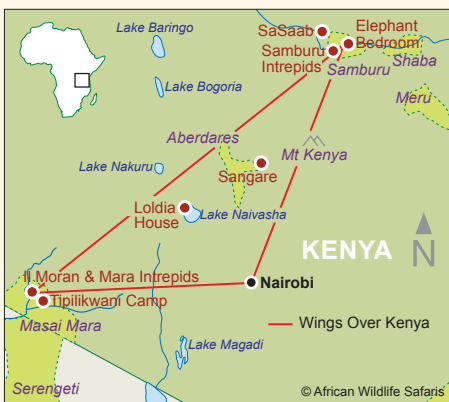 Lake Baringo
SaSaab
Elephant
Bedroom
Samburu
Intrepids
Samburu
Shaba
Lake Bogoria
Meru
Aberdares
Mt Kenya
Lake Nakuru
Sangare
Loldia
House
Lake Naivasha
KENYA
N
Il Moran & Mara Intrepids
Nairobi
Tipilikwani Camp
Masai Mara
Wings Over Kenya
Lake Magadi
Serengeti
© African Wildlife Safaris